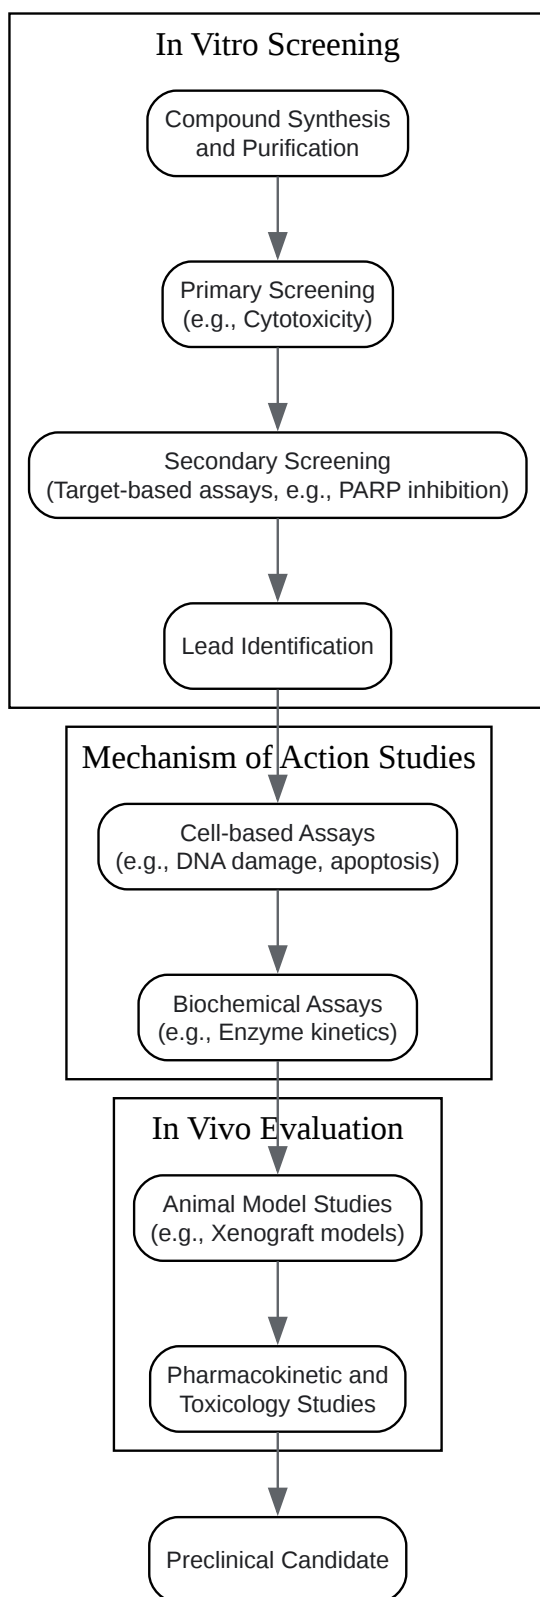 In Vitro Screening
Compound Synthesis
and Purification
Primary Screening
(e.g., Cytotoxicity)
Secondary Screening
(Target-based assays, e.g., PARP inhibition)
Lead Identification
Mechanism of Action Studies
Cell-based Assays
(e.g., DNA damage, apoptosis)
Biochemical Assays
(e.g., Enzyme kinetics)
In Vivo Evaluation
Animal Model Studies
(e.g., Xenograft models)
Pharmacokinetic and
Toxicology Studies
Preclinical Candidate